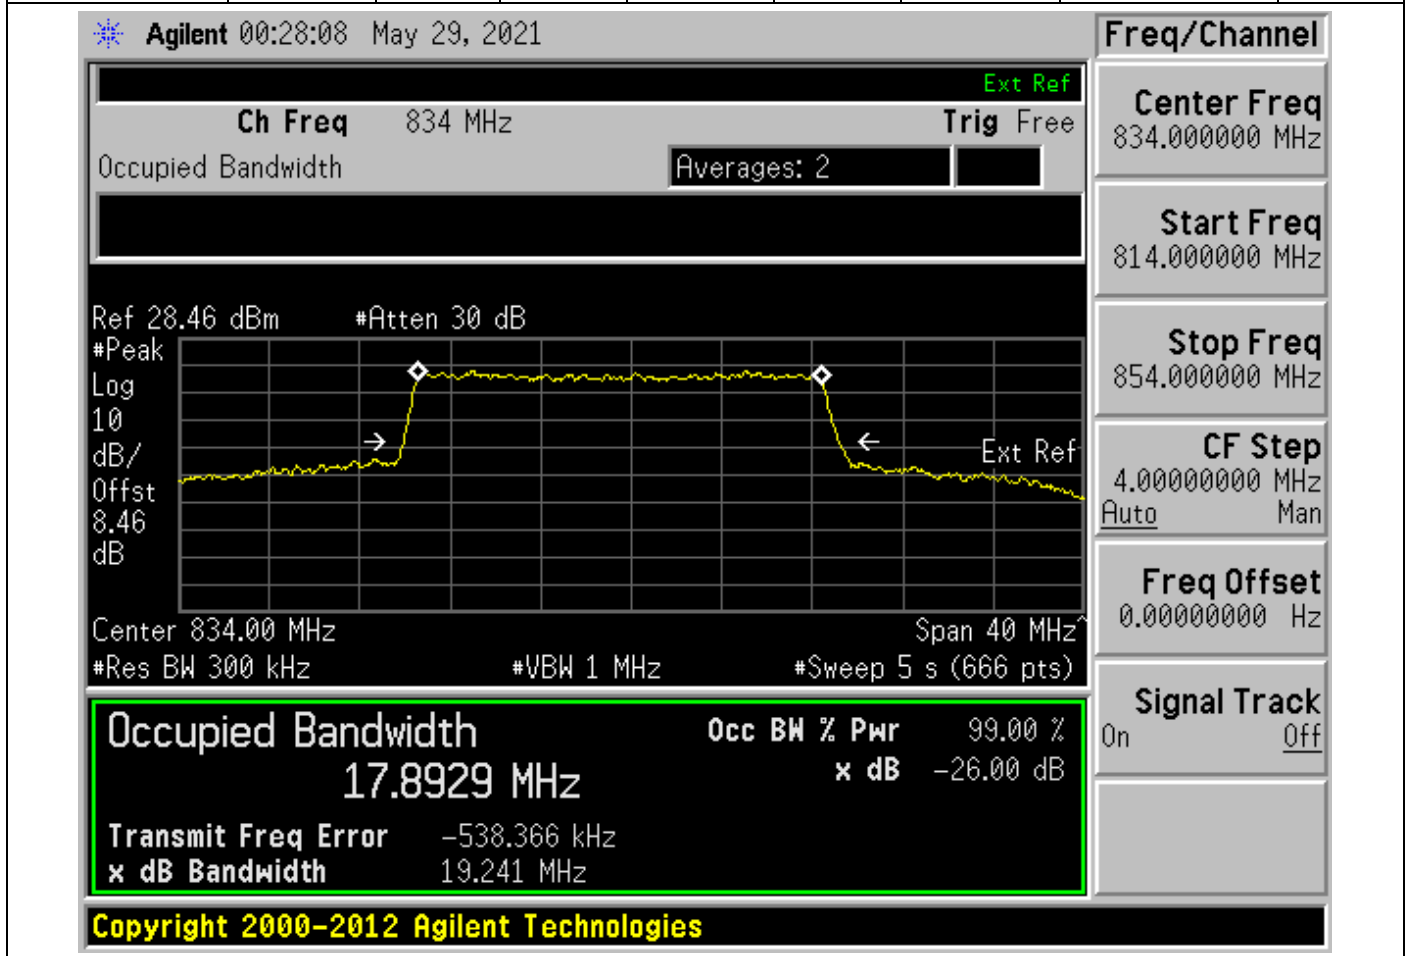 Agilent 00:28:08 May 29, 2021
Freq/Channel
Ext Ref
Ch Freq 834 MHz Trig Free
Occupied Bandwidth Averages: 2
Ref 28.46 dBm #Atten 30 dB
#Peak
Log
10
dB/
Offst
8.46
dB
Ext Ref
Center 834.00 MHz Span 40 MHz^
#Res BW 300 kHz #VBW 1 MHz #Sweep 5 s (666 pts)
Occupied Bandwidth
17.8929 MHz
Occ BW % Pwr 99.00 %
x dB -26.00 dB
Transmit Freq Error -538.366 kHz
x dB Bandwidth 19.241 MHz
Copyright 2000-2012 Agilent Technologies
Center Freq
834.000000 MHz
Start Freq
814.000000 MHz
Stop Freq
854.000000 MHz
CF Step
4.00000000 MHz
Auto Man
Freq Offset
0.00000000 Hz
Signal Track
On Off